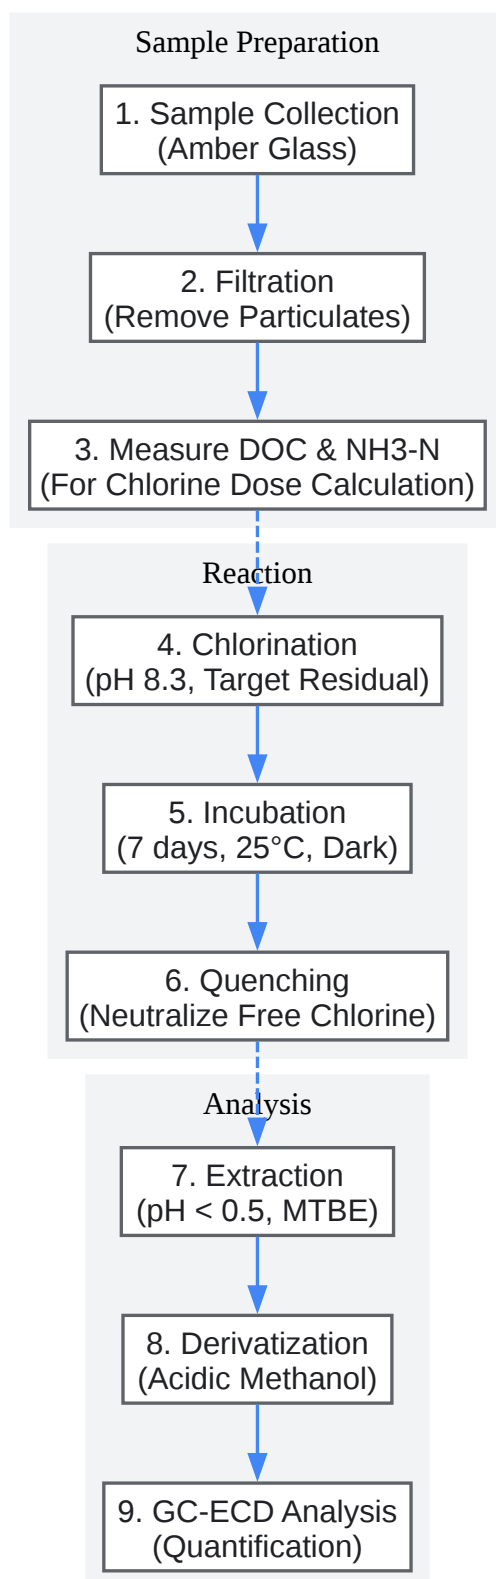 Sample Preparation
1. Sample Collection
(Amber Glass)
2. Filtration
(Remove Particulates)
3. Measure DOC & NH3-N
(For Chlorine Dose Calculation)
Reaction
4. Chlorination
(pH 8.3, Target Residual)
5. Incubation
(7 days, 25°C, Dark)
6. Quenching
(Neutralize Free Chlorine)
Analysis
7. Extraction
(pH < 0.5, MTBE)
8. Derivatization
(Acidic Methanol)
9. GC-ECD Analysis
(Quantification)